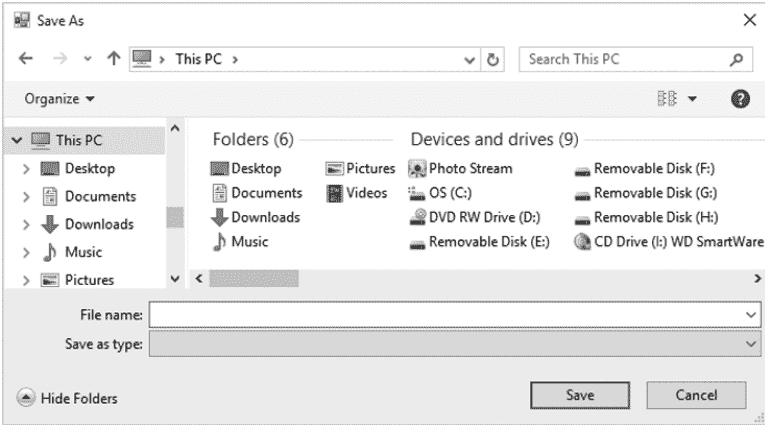 Save As
This PC
Search This PC
Organize
This PC
Desktop
Documents
Downloads
Music
Pictures
Folders (6)
Desktop Pictures
Documents Videos
Downloads
Music
Devices and drives (9)
Photo Stream Removable Disk (F:)
OS (C:) Removable Disk (G:)
DVD RW Drive (D:) Removable Disk (H:)
Removable Disk (E:) CD Drive (I:) WD SmartWare
File name:
Save as type:
Hide Folders
Save
Cancel